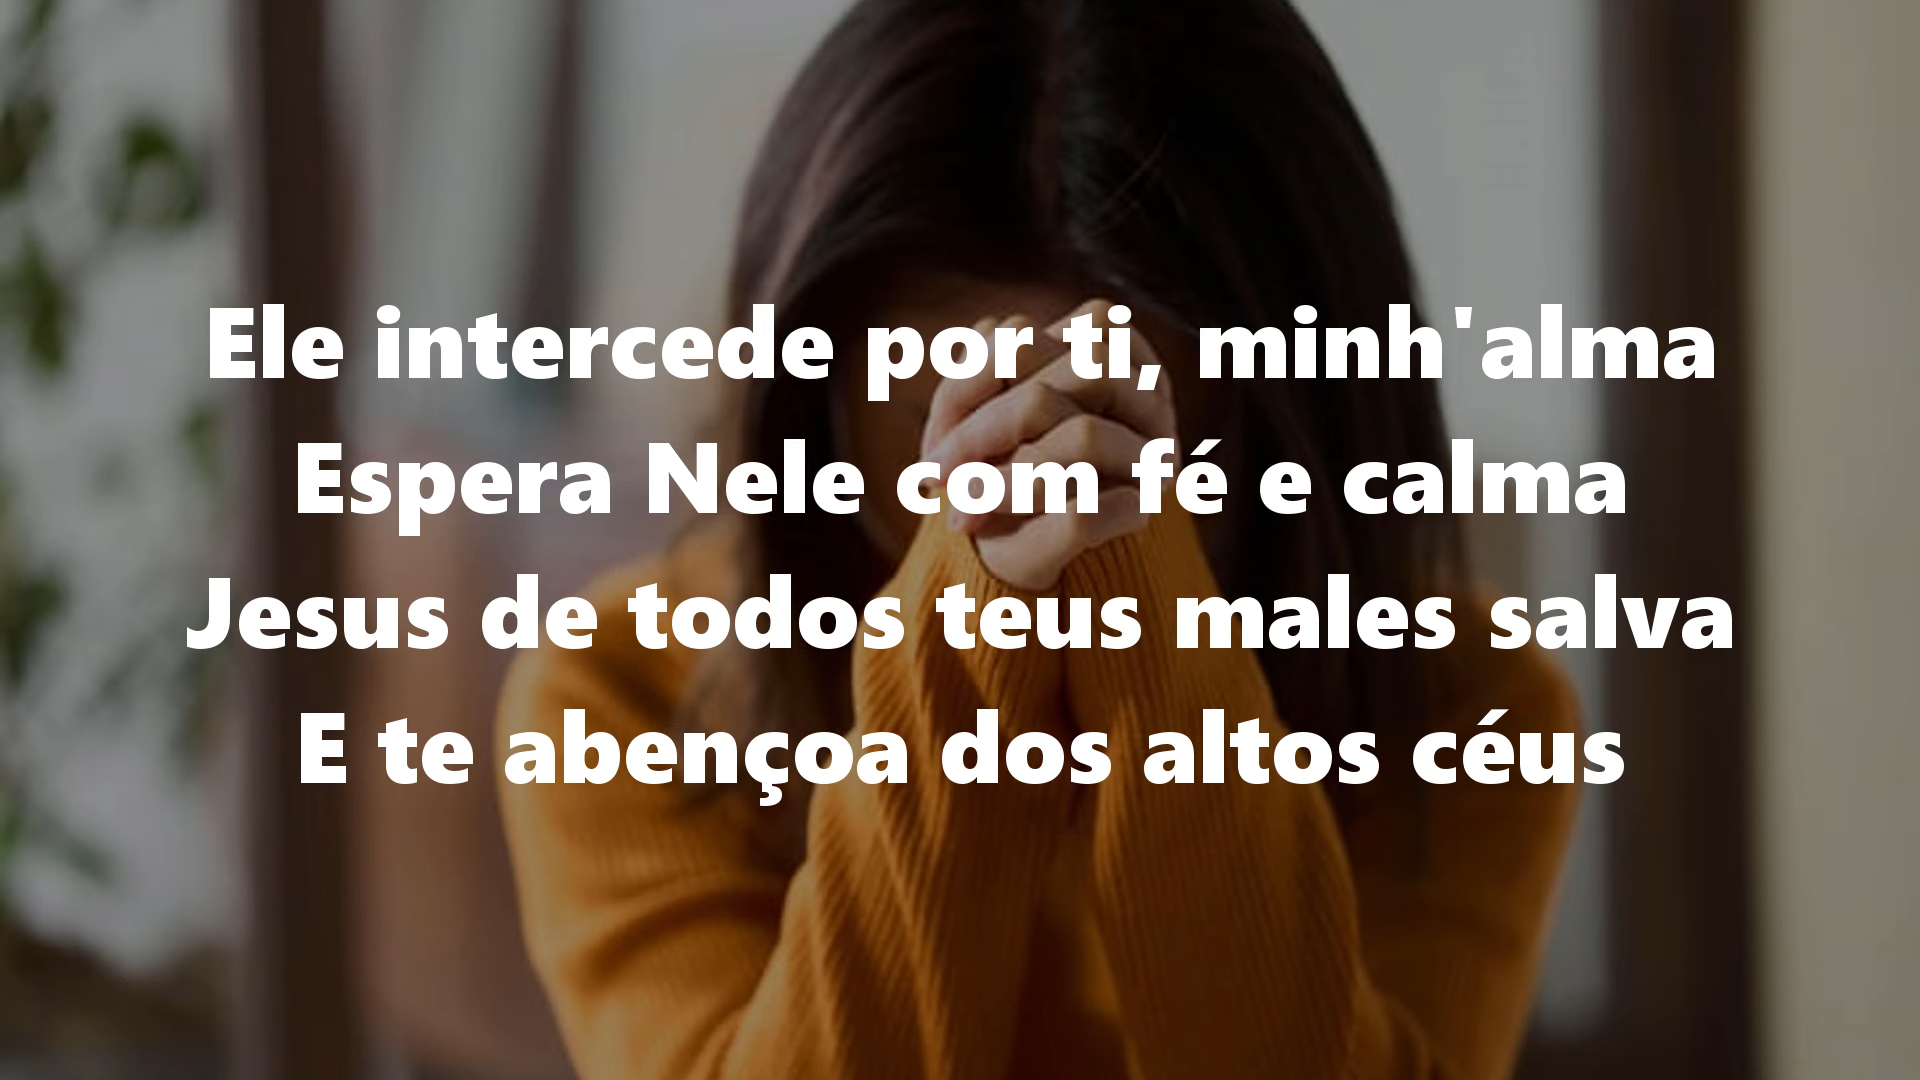 Ele intercede por ti, minh'alma
Espera Nele com fé e calma
Jesus de todos teus males salva
E te abençoa dos altos céus